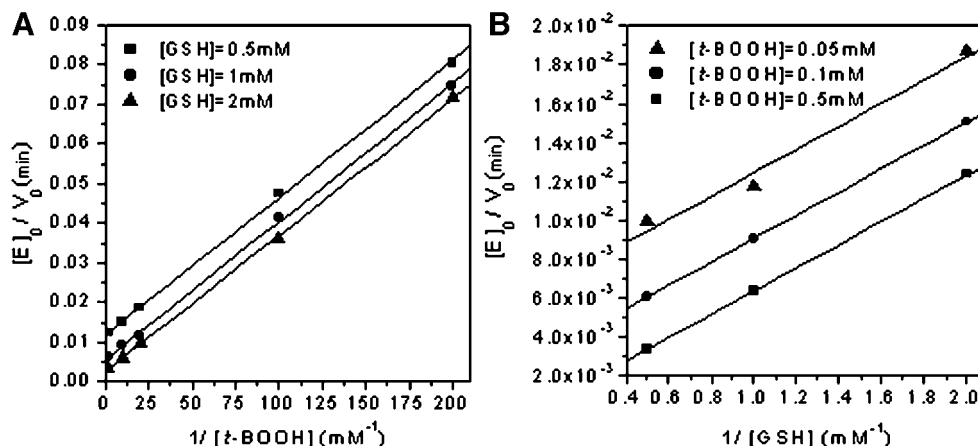 A
0.09
0.08
0.07
0.06
0.05
0.04
0.03
0.02
0.01
0.00
[E]₀ / V₀ (min)
[GSH]=0.5mM
[GSH]=1mM
[GSH]=2mM
0 25 50 75 100 125 150 175 200
1/ [t-BOOH] (mM⁻¹)
B
2.0x10⁻²
1.8x10⁻²
1.6x10⁻²
1.4x10⁻²
1.2x10⁻²
1.0x10⁻²
8.0x10⁻³
6.0x10⁻³
4.0x10⁻³
2.0x10⁻³
[E]₀ / V₀ (min)
[t-BOOH]=0.05mM
[t-BOOH]=0.1mM
[t-BOOH]=0.5mM
0.4 0.6 0.8 1.0 1.2 1.4 1.6 1.8 2.0
1/ [GSH] (mM⁻¹)